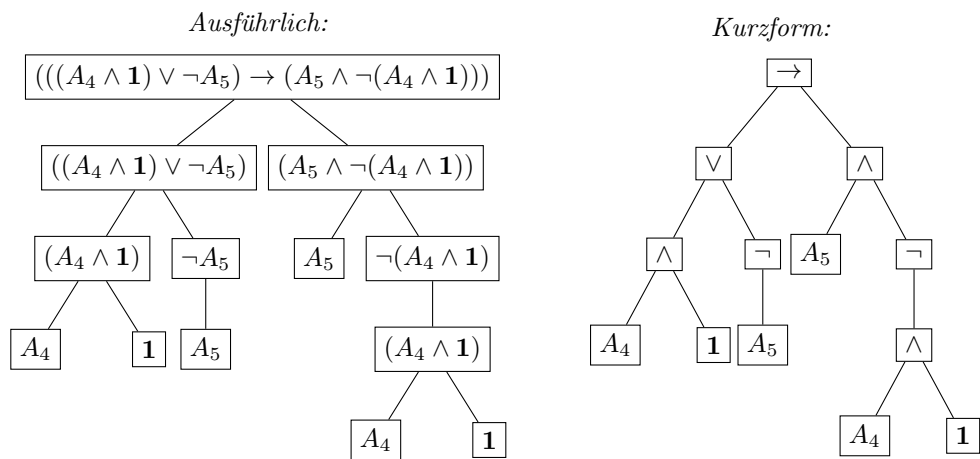 Ausführlich:
Kurzform:
(((A₄ ∧ 1) ∨ ¬A₅) → (A₅ ∧ ¬(A₄ ∧ 1)))
→
((A₄ ∧ 1) ∨ ¬A₅)
(A₅ ∧ ¬(A₄ ∧ 1))
∨
∧
(A₄ ∧ 1)
¬A₅
A₅
¬(A₄ ∧ 1)
∧
¬
A₅
¬
A₄
1
A₅
(A₄ ∧ 1)
A₄
1
A₅
∧
A₄
1
A₄
1